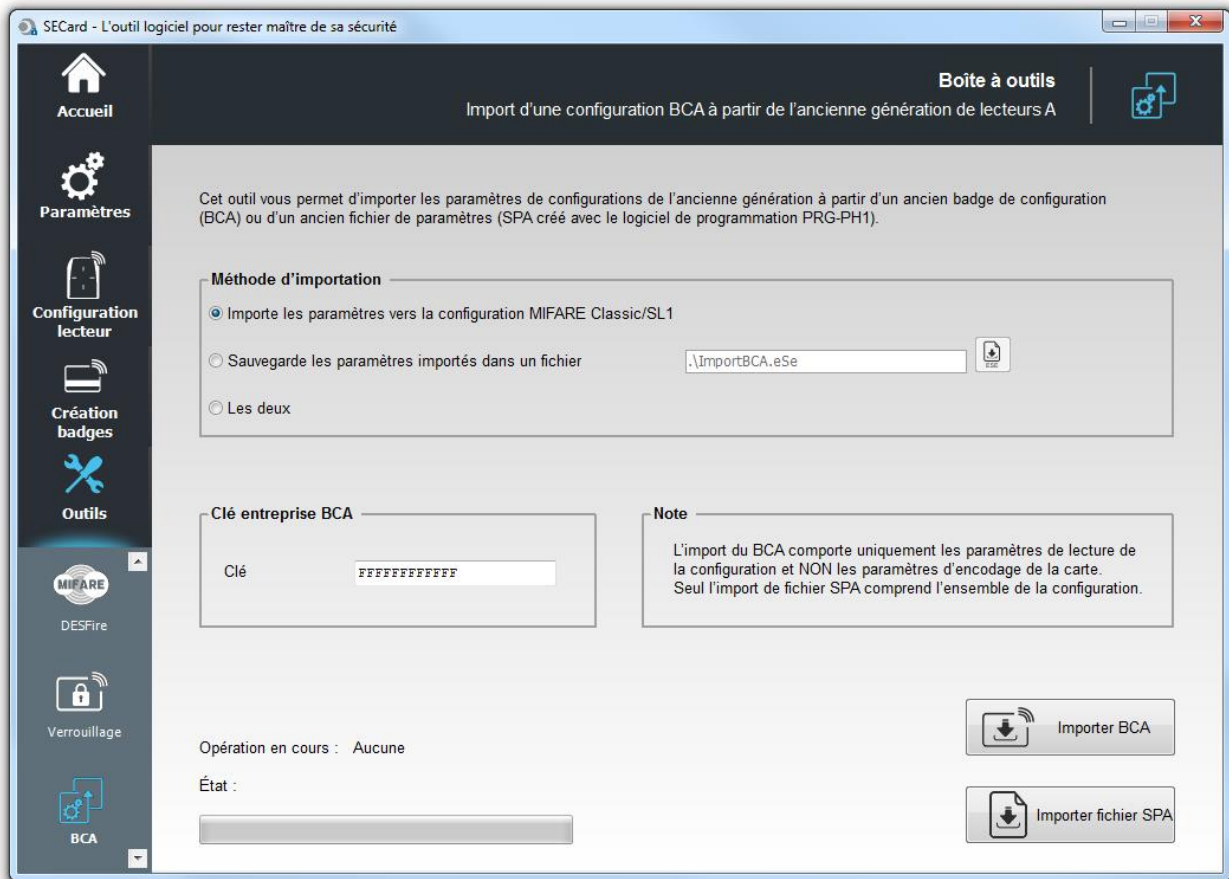 SECard - L'outil logiciel pour rester maître de sa sécurité
Accueil
Boîte à outils
Import d'une configuration BCA à partir de l'ancienne génération de lecteurs A
Paramètres
Configuration
lecteur
Création
badges
Outils
MIFARE
DESFire
Verrouillage
BCA
Cet outil vous permet d'importer les paramètres de configurations de l'ancienne génération à partir d'un ancien badge de configuration
(BCA) ou d'un ancien fichier de paramètres (SPA créé avec le logiciel de programmation PRG-PH1).
Méthode d'importation
Importe les paramètres vers la configuration MIFARE Classic/SL1
Sauvegarde les paramètres importés dans un fichier
.\ImportBCA.eSe
ESE
Les deux
Clé entreprise BCA
Clé
FFFFFFFFFFFF
Note
L'import du BCA comporte uniquement les paramètres de lecture de
la configuration et NON les paramètres d'encodage de la carte.
Seul l'import de fichier SPA comprend l'ensemble de la configuration.
Opération en cours : Aucune
État :
Importer BCA
Importer fichier SPA